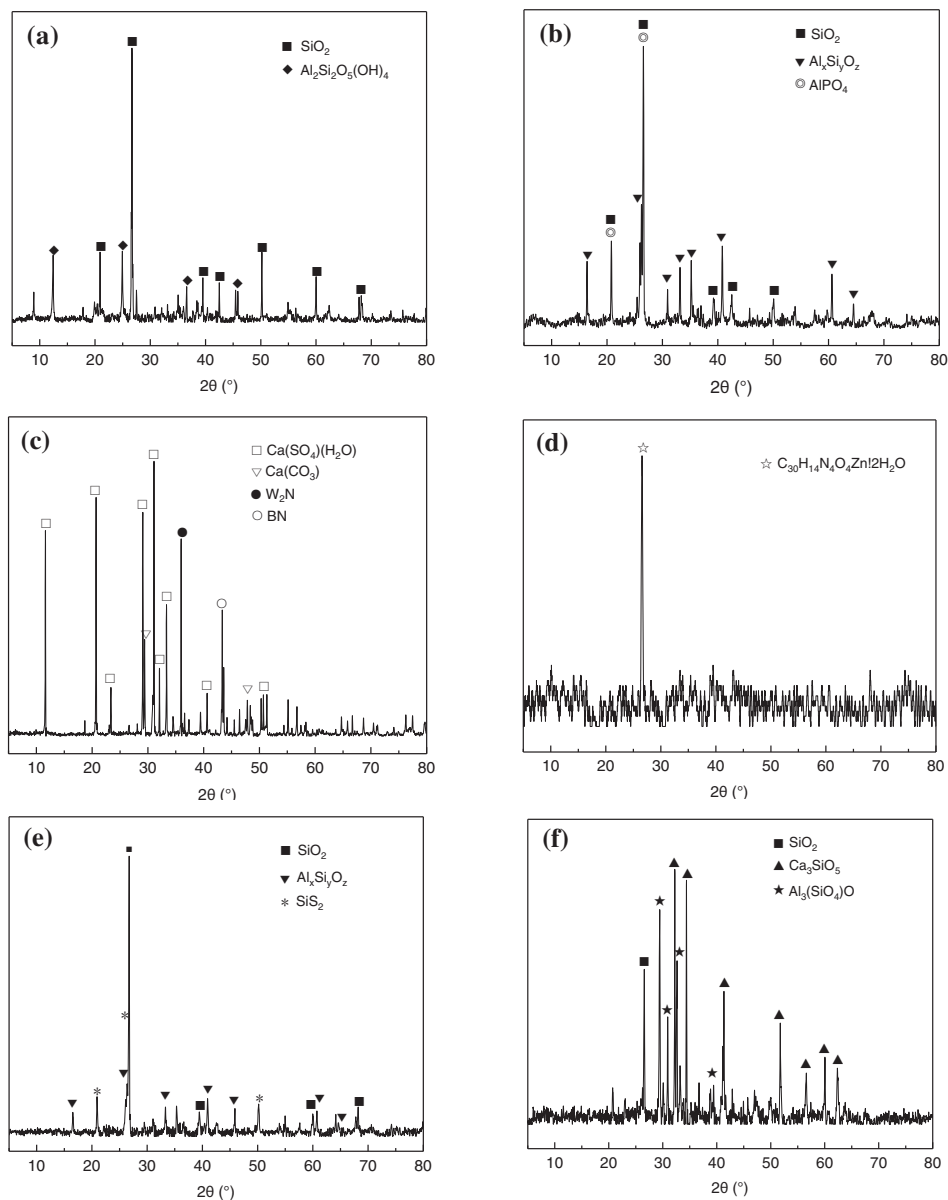 (a)
■ SiO₂
◆ Al₂Si₂O₅(OH)₄
10 20 30 40 50 60 70 80
2θ (°)
(b)
■ SiO₂
▼ AlₓSiᵧO_z
◎ AlPO₄
10 20 30 40 50 60 70 80
2θ (°)
(c)
□ Ca(SO₄)(H₂O)
▽ Ca(CO₃)
● W₂N
○ BN
10 20 30 40 50 60 70 80
2θ (°)
(d)
☆ C₃₀H₁₄N₄O₄Zn!2H₂O
10 20 30 40 50 60 70 80
2θ (°)
(e)
■ SiO₂
▼ AlₓSiᵧO_z
* SiS₂
10 20 30 40 50 60 70 80
2θ (°)
(f)
■ SiO₂
▲ Ca₃SiO₅
★ Al₃(SiO₄)O
10 20 30 40 50 60 70 80
2θ (°)